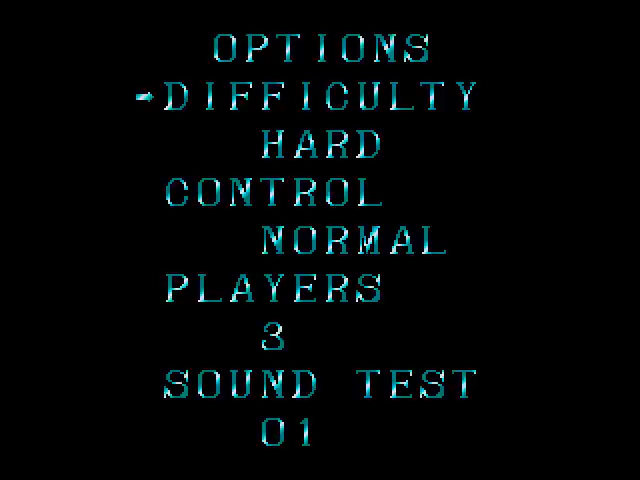 OPTIONS
DIFFICULTY
HARD
CONTROL
NORMAL
PLAYERS
3
SOUND TEST
01